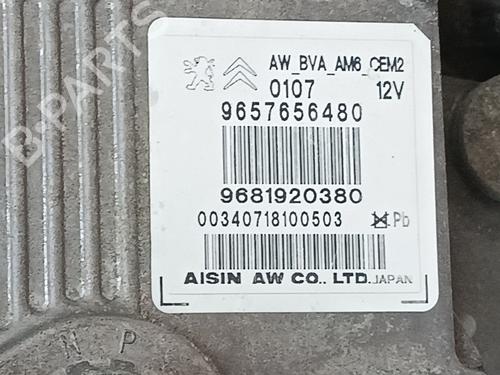 AW_BVA_AM6_CEM2
0107 12V
9657656480
9681920380
00340718100503 Pb
AISIN AW CO., LTD. JAPAN
N P
B-PARTS